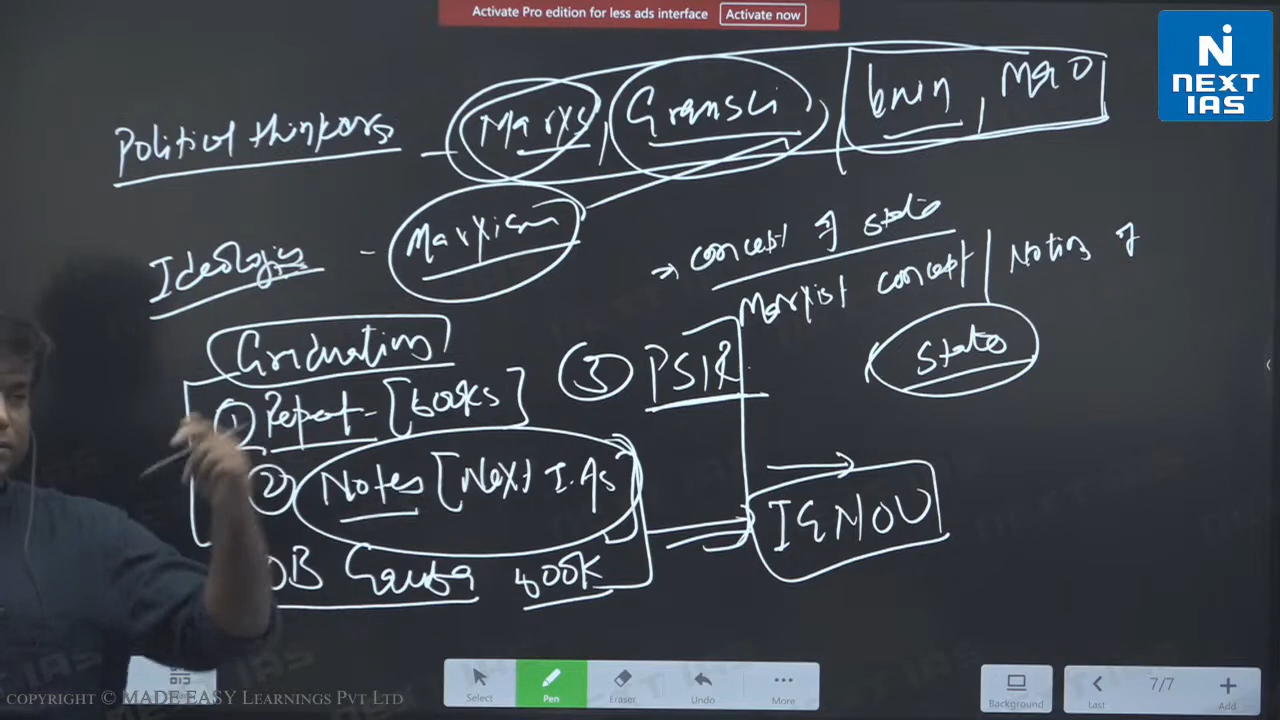 Activate Pro edition for less ads interface Activate now
NEXT IAS
Political thinkers - Marxs, Gramsci, Lenin, Mao
Ideologies - Marxism
→ concept of state
Marxist concept | Notion of
state
Graduation
① Repeat - [books]
② Notes [Next IAS]
③ PSIR
OB Gauba book
IGNOU
Select
Pen
Eraser
Undo
More
Background
Last
7/7
Add
COPYRIGHT © MADE EASY LEARNINGS PVT LTD